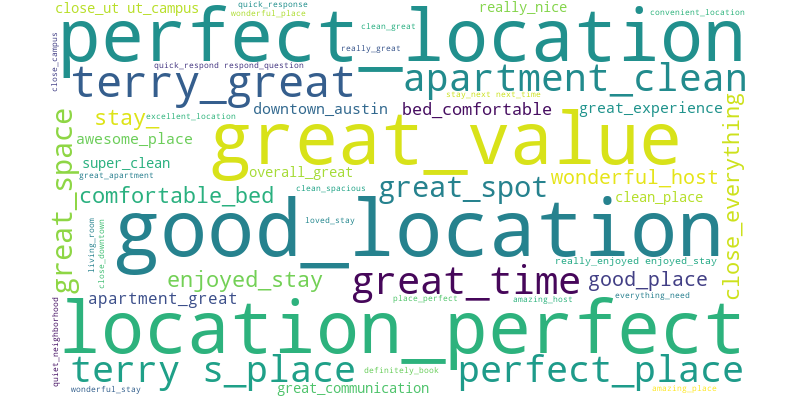 close_ut ut_campus
quick_response
wonderful_place
really_nice
convenient_location
perfect_location
clean_great
really_great
close_campus
quick_respond respond_question
terry_great
apartment_clean
stay_next next_time
stay_
excellent_location
downtown_austin
bed_comfortable
great_experience
great_space
awesome_place
great_value
super_clean
great_apartment
overall_great
wonderful_host
close_everything
comfortable_bed
clean_spacious
great_spot
clean_place
good_location
loved_stay
living_room
close_downtown
really_enjoyed enjoyed_stay
enjoyed_stay
great_time
good_place
apartment_great
place_perfect
amazing_host
everything_need
quiet_neighborhood
location_perfect
terry s_place
definitely_book
perfect_place
wonderful_stay
great_communication
amazing_place